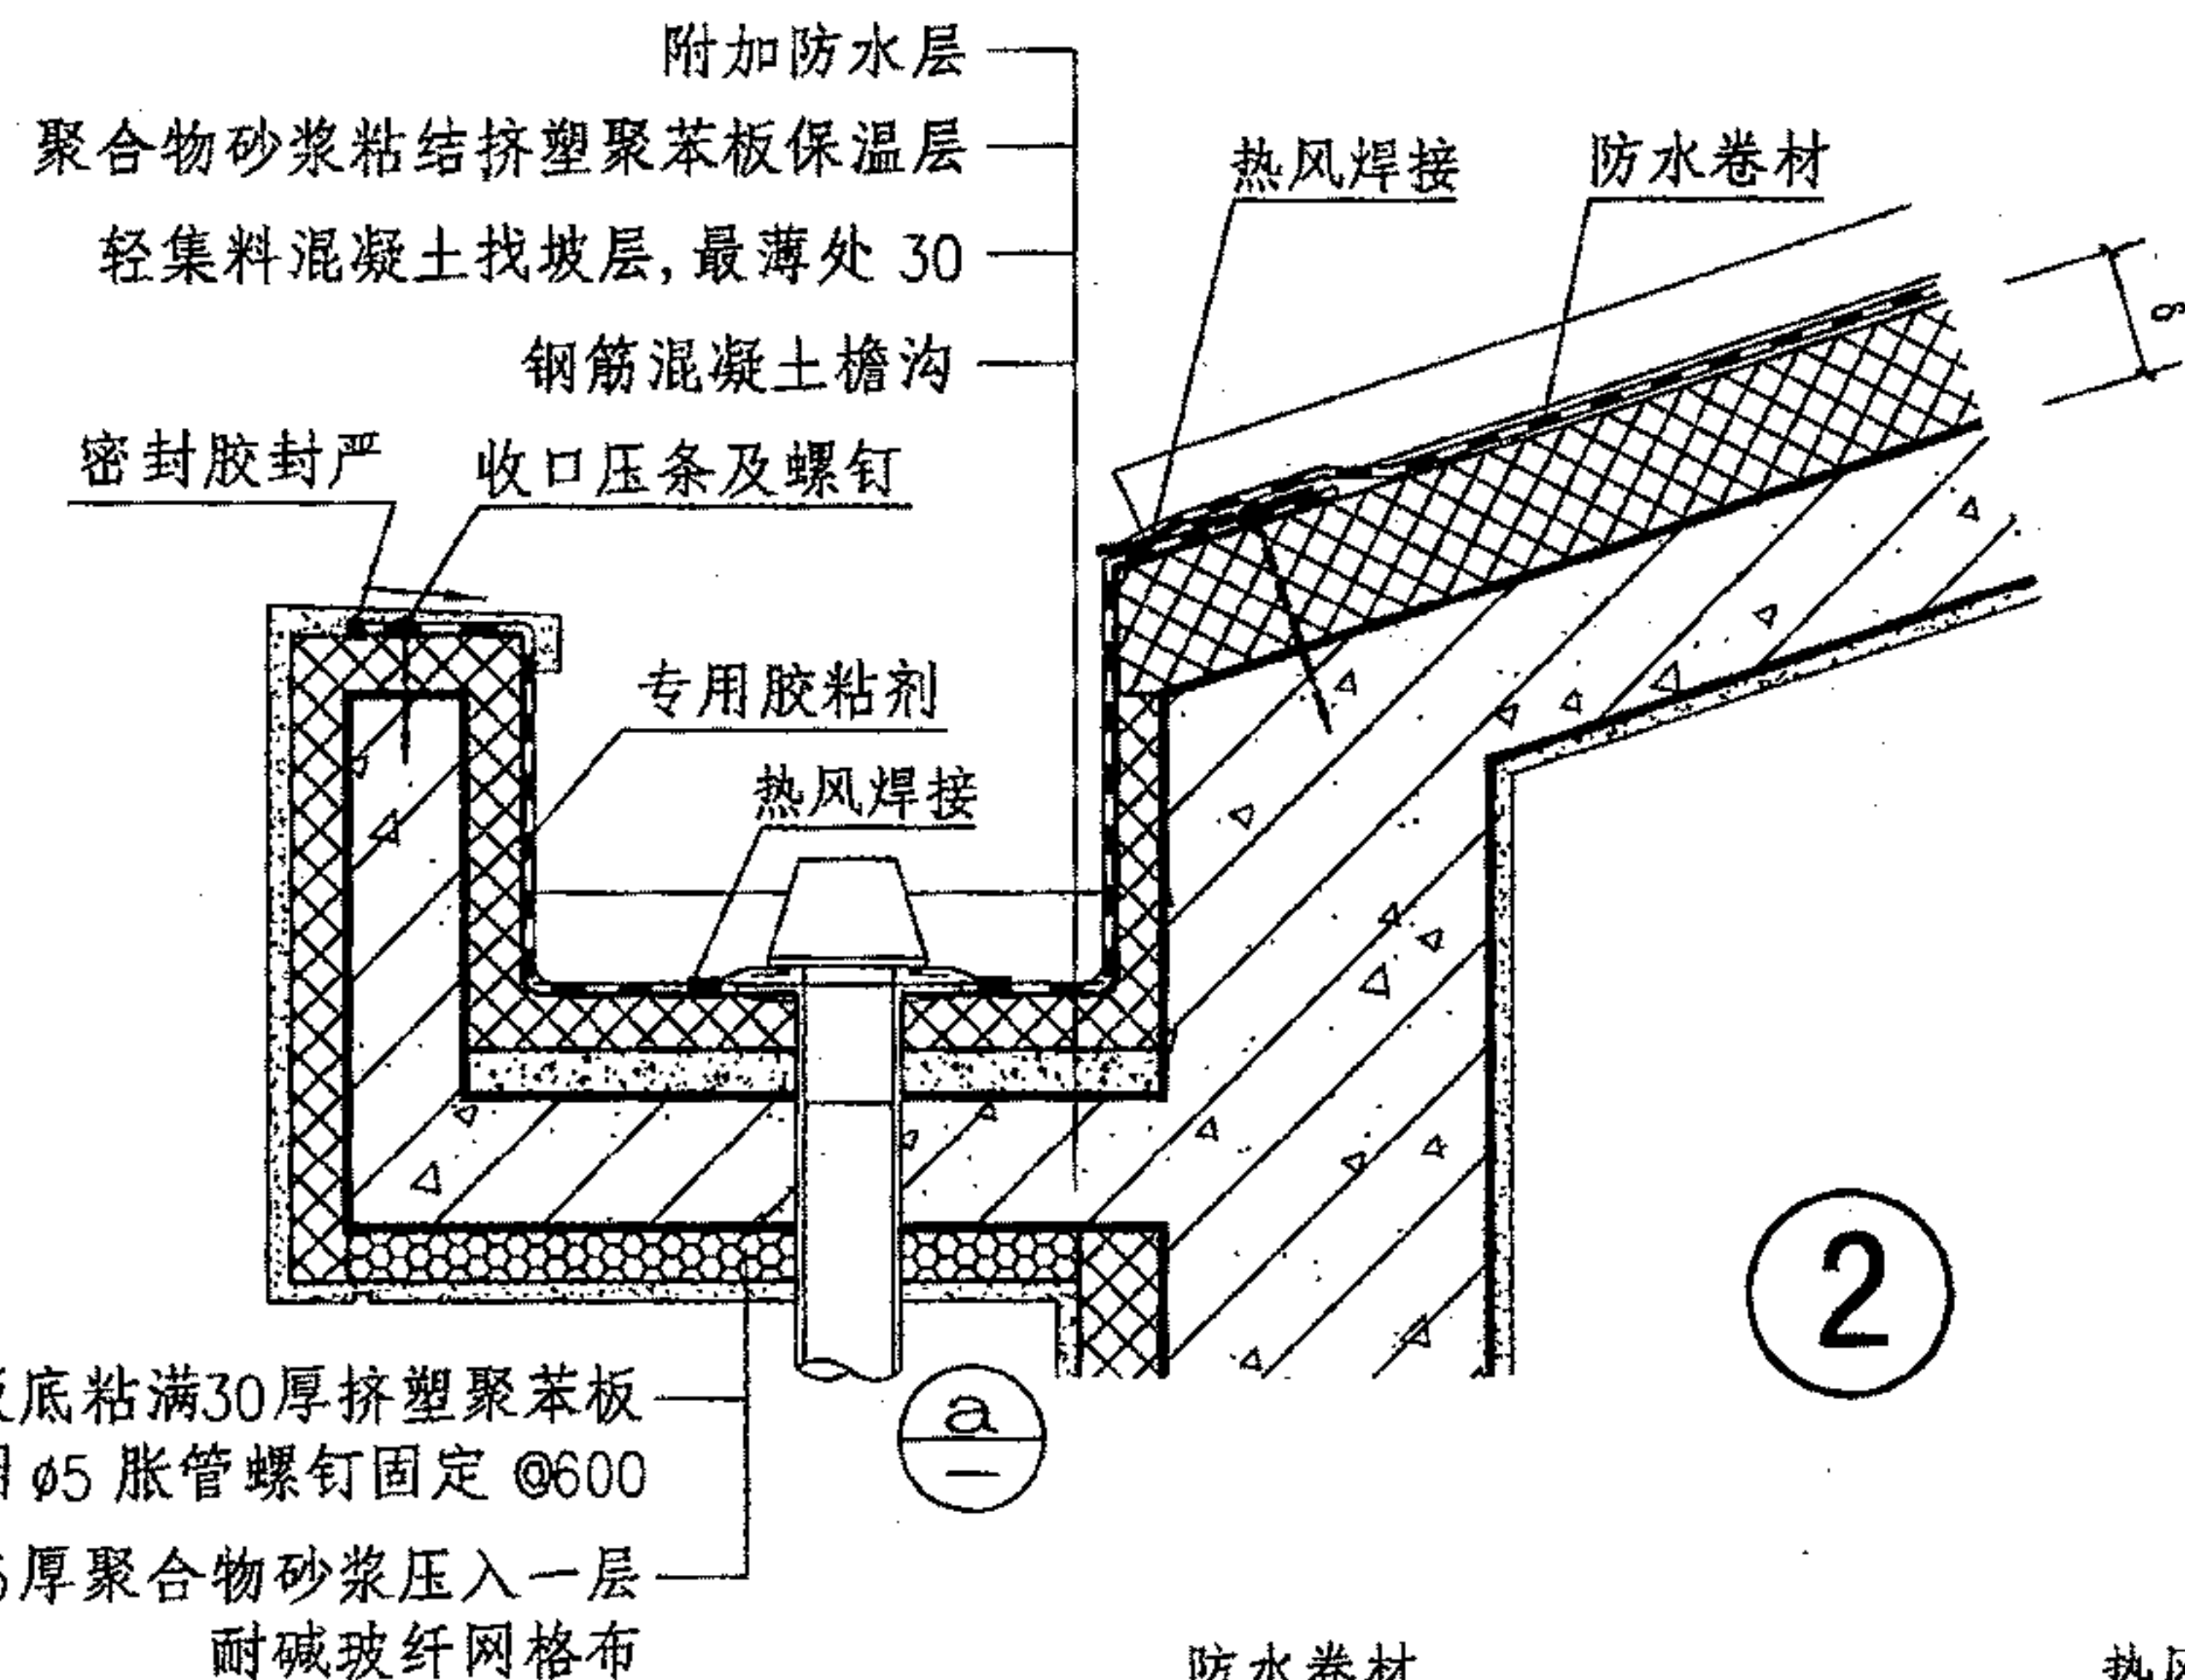 附加防水层
聚合物砂浆粘结挤塑聚苯板保温层
轻集料混凝土找坡层,最薄处 30
钢筋混凝土檐沟
热风焊接
防水卷材
δ
密封胶封严
收口压条及螺钉
专用胶粘剂
热风焊接
2
底粘满30厚挤塑聚苯板
ø5 胀管螺钉固定 @600
厚聚合物砂浆压入一层
耐碱玻纤网格布
a
—
防水卷材
热风